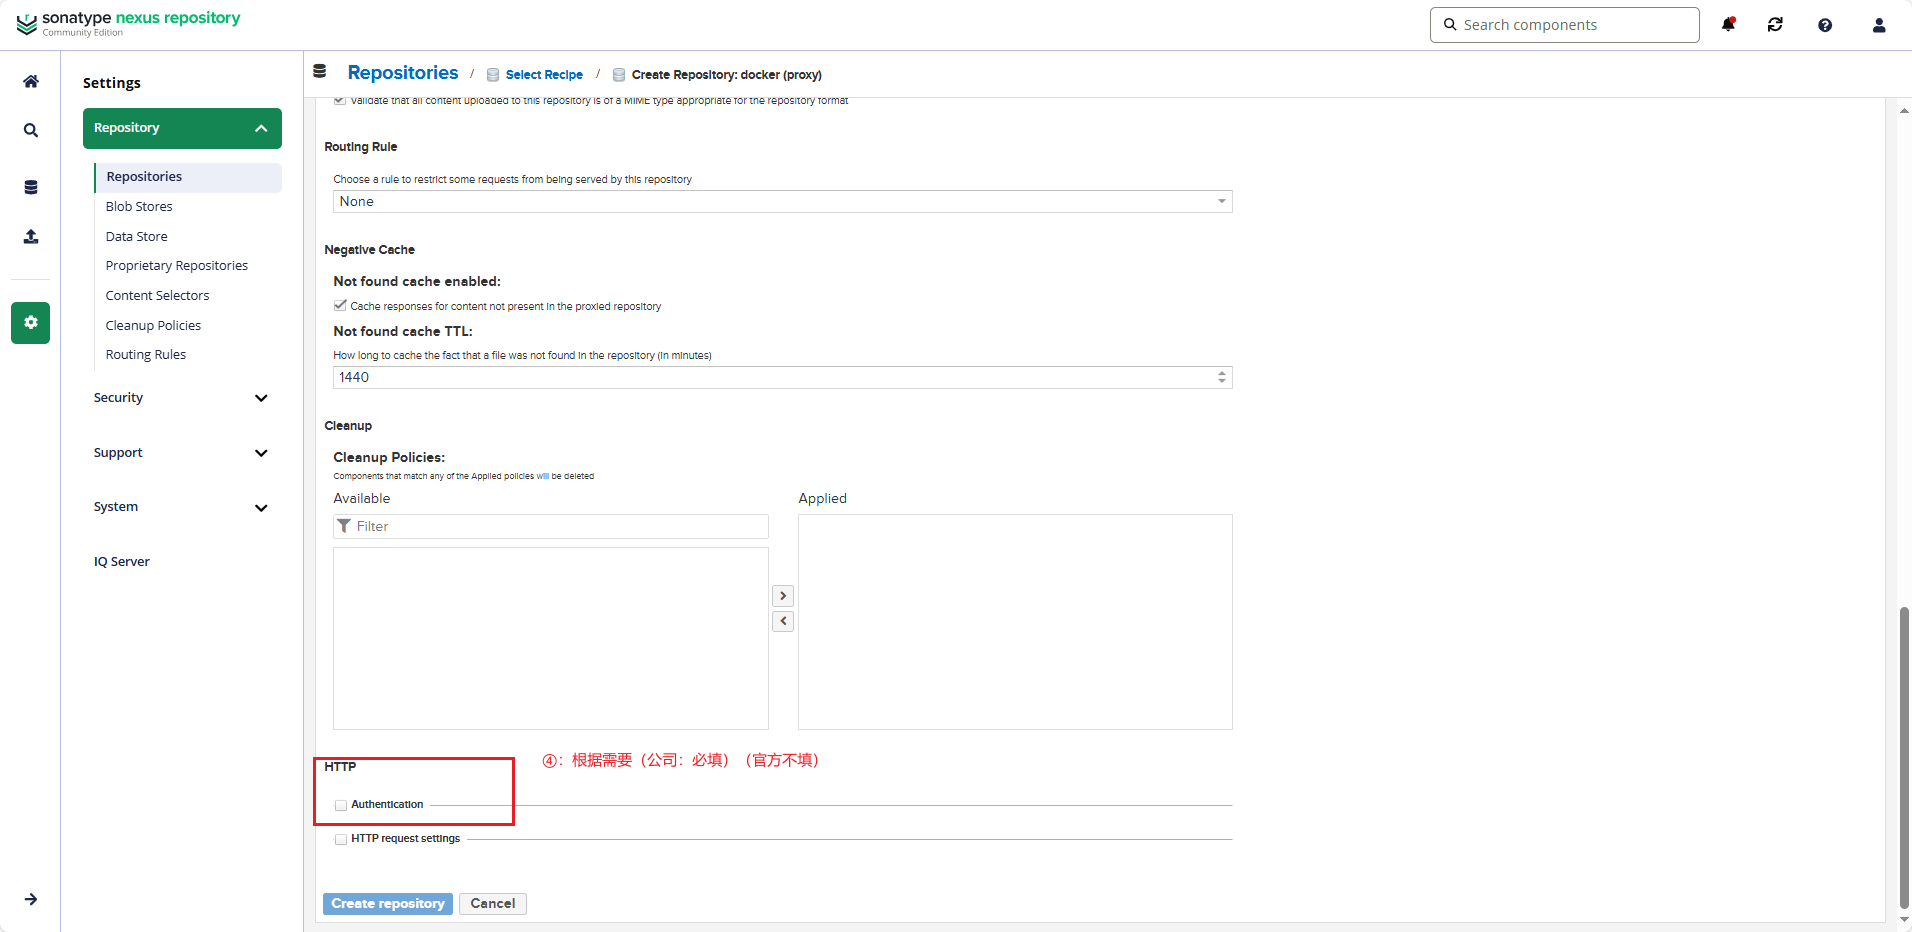 sonatype nexus repository
Community Edition
Search components
Settings
Repository
Repositories
Blob Stores
Data Store
Proprietary Repositories
Content Selectors
Cleanup Policies
Routing Rules
Security
Support
System
IQ Server
Repositories / Select Recipe / Create Repository: docker (proxy)
Validate that all content uploaded to this repository is of a MIME type appropriate for the repository format
Routing Rule
Choose a rule to restrict some requests from being served by this repository
None
Negative Cache
Not found cache enabled:
Cache responses for content not present in the proxied repository
Not found cache TTL:
How long to cache the fact that a file was not found in the repository (in minutes)
1440
Cleanup
Cleanup Policies:
Components that match any of the Applied policies will be deleted
Available
Applied
Filter
④：根据需要（公司：必填）（官方不填）
HTTP
Authentication
HTTP request settings
Create repository
Cancel